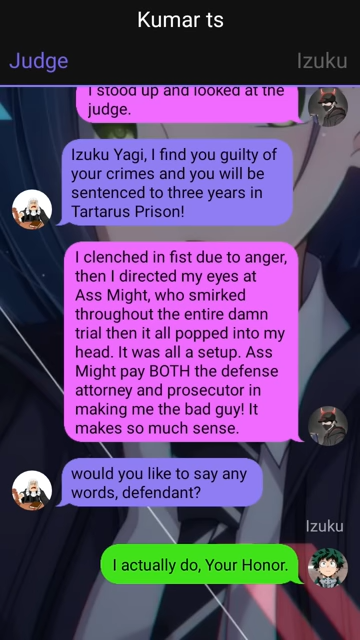 Kumar ts
Judge
Izuku
I stood up and looked at the
judge.
Izuku Yagi, I find you guilty of
your crimes and you will be
sentenced to three years in
Tartarus Prison!
I clenched in fist due to anger,
then I directed my eyes at
Ass Might, who smirked
throughout the entire damn
trial then it all popped into my
head. It was all a setup. Ass
Might pay BOTH the defense
attorney and prosecutor in
making me the bad guy! It
makes so much sense.
would you like to say any
words, defendant?
Izuku
I actually do, Your Honor.